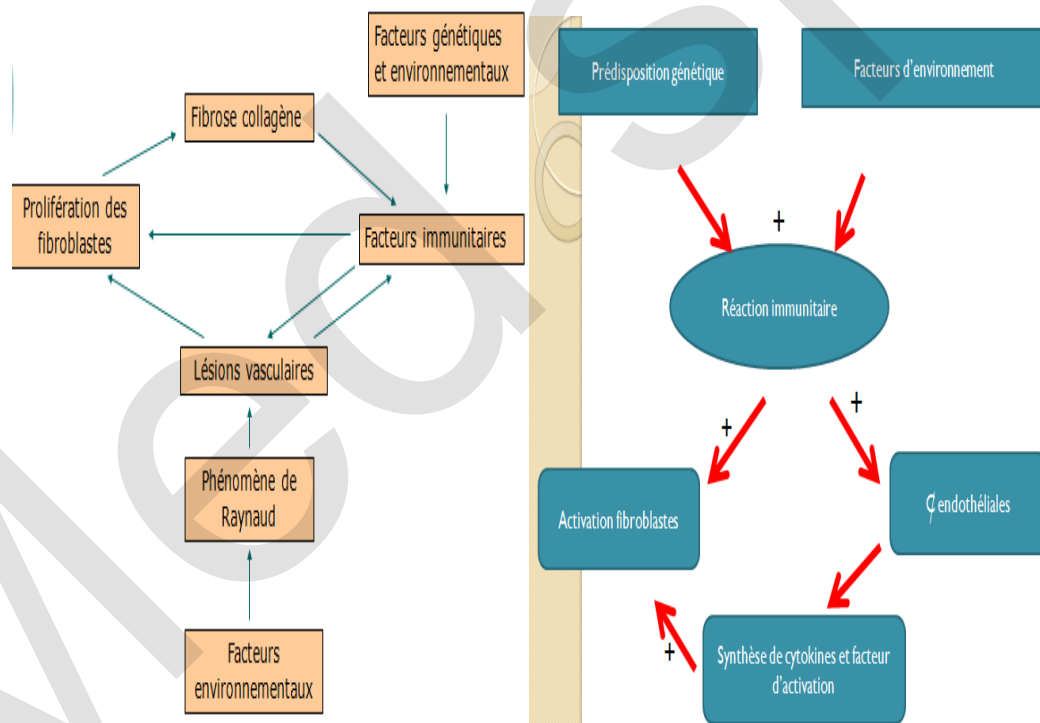 Facteurs génétiques
et environnementaux
Fibrose collagène
Prolifération des
fibroblastes
Facteurs immunitaires
Lésions vasculaires
Phénomène de
Raynaud
Facteurs
environnementaux
Prédisposition génétique
Facteurs d'environnement
+
Réaction immunitaire
+
+
Activation fibroblastes
endothéliales
Synthèse de cytokines et facteur
d'activation
+
Med